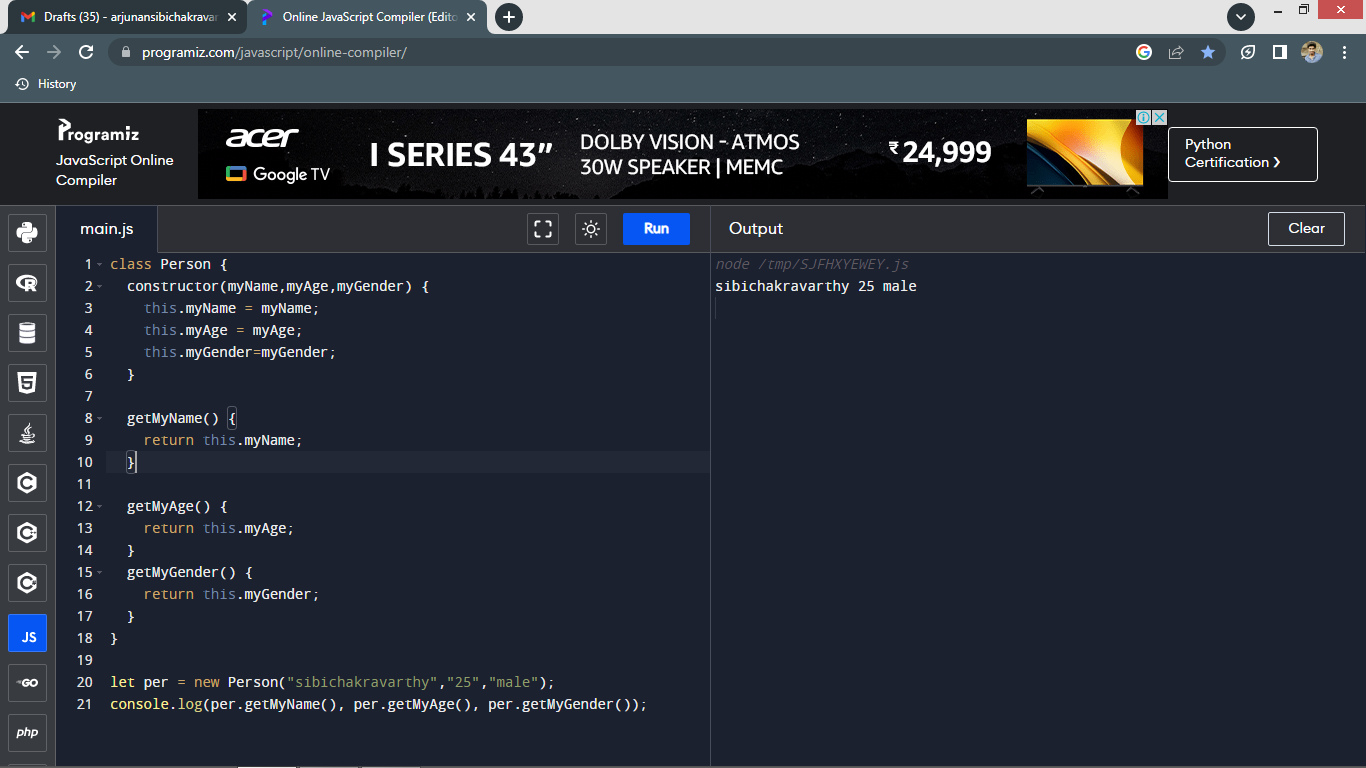 Drafts (35) - arjunansibichakravar
Online JavaScript Compiler (Edito
programiz.com/javascript/online-compiler/
History
Programiz
JavaScript Online
Compiler
acer
Google TV
I SERIES 43”
DOLBY VISION - ATMOS
30W SPEAKER | MEMC
₹24,999
Python
Certification ❯
main.js
Run
Output
Clear
1 class Person {
2 constructor(myName,myAge,myGender) {
3 this.myName = myName;
4 this.myAge = myAge;
5 this.myGender=myGender;
6 }
7
8 getMyName() {
9 return this.myName;
10 }
11
12 getMyAge() {
13 return this.myAge;
14 }
15 getMyGender() {
16 return this.myGender;
17 }
18 }
19
20 let per = new Person("sibichakravarthy","25","male");
21 console.log(per.getMyName(), per.getMyAge(), per.getMyGender());
node /tmp/SJFHXYEWEY.js
sibichakravarthy 25 male
R
5
C
C
C
JS
GO
php